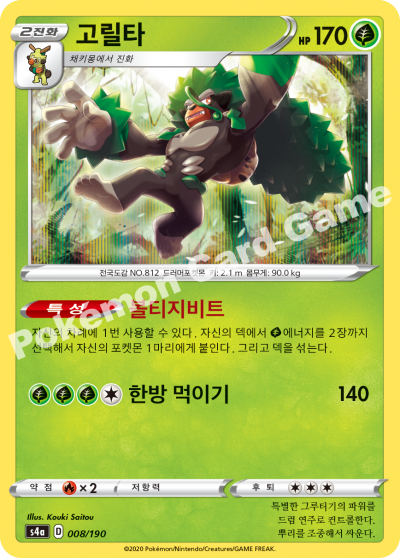 2진화 고릴타 HP 170
채키몽에서 진화
전국도감 NO.812 드러머포켓몬 키: 2.1 m 몸무게: 90.0 kg
특성 볼티지비트
자신의 차례에 1번 사용할 수 있다. 자신의 덱에서 에너지를 2장까지
선택해서 자신의 포켓몬 1마리에게 붙인다. 그리고 덱을 섞는다.
한방 먹이기 140
약점 ×2 저항력 후퇴
Illus. Kouki Saitou
s4a D 008/190
특별한 그루터기의 파워를
드럼 연주로 컨트롤한다.
뿌리를 조종해서 싸운다.
©2020 Pokémon/Nintendo/Creatures/GAME FREAK.
Pokémon Card Game